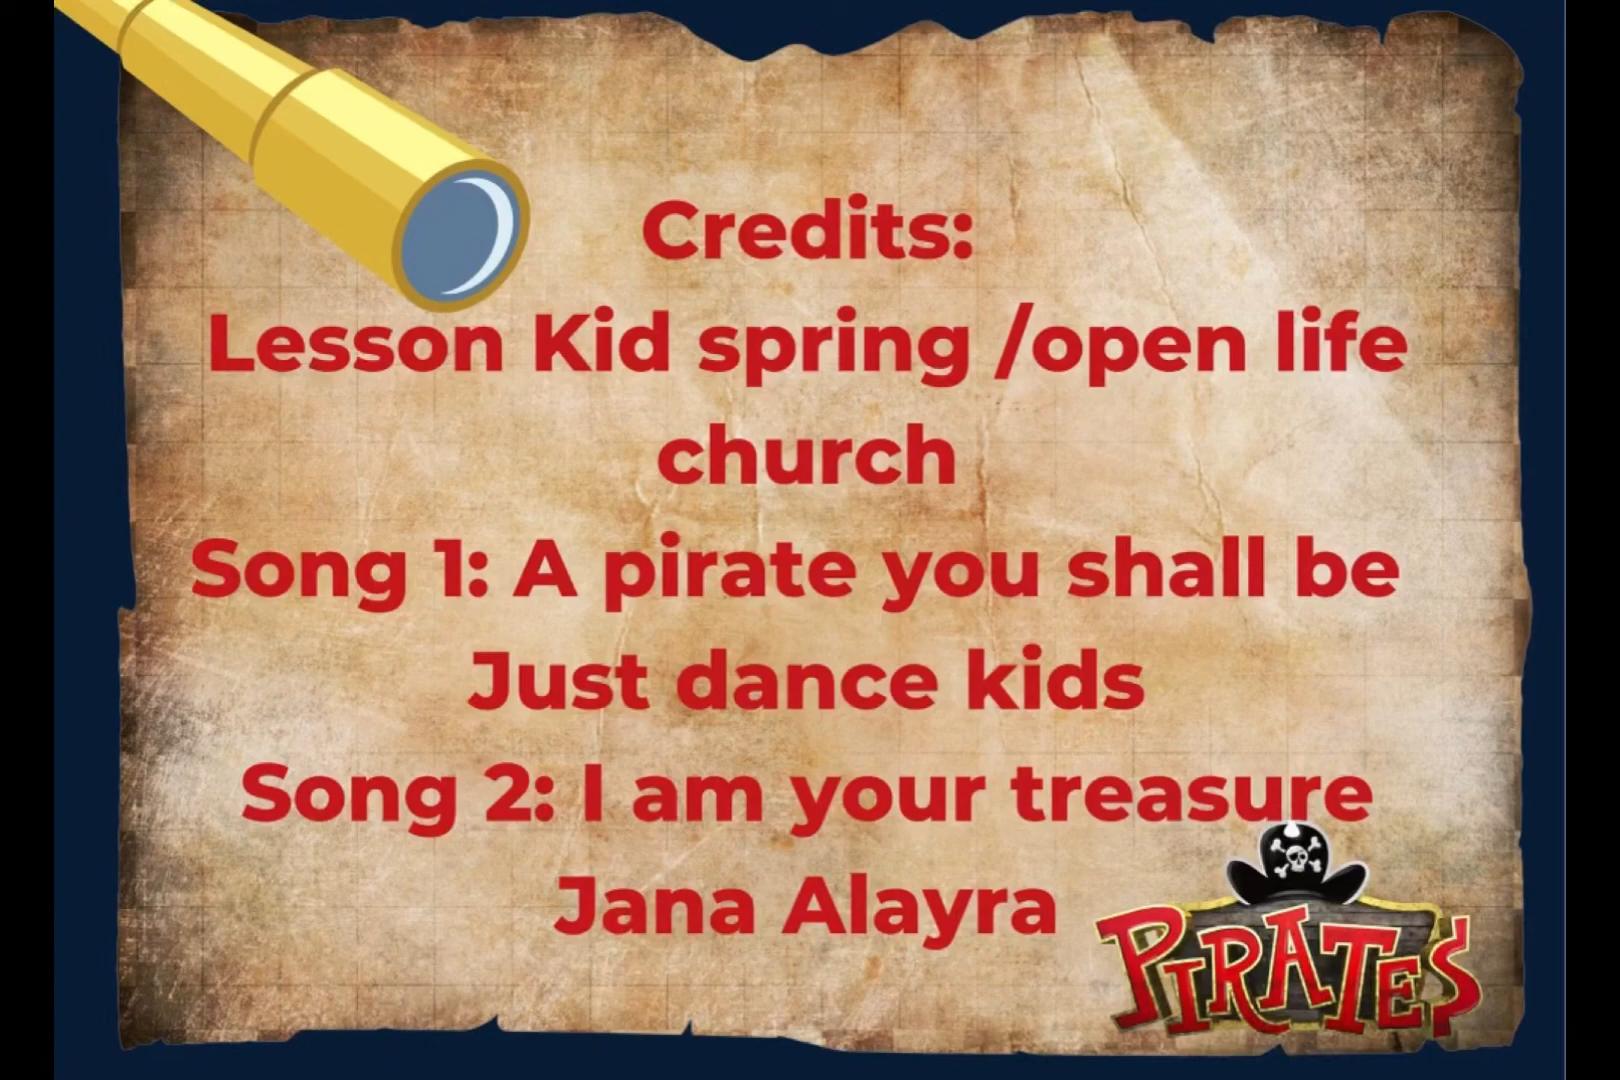 Credits:
Lesson Kid spring /open life
church
Song 1: A pirate you shall be
Just dance kids
Song 2: I am your treasure
Jana Alayra
PIRATES